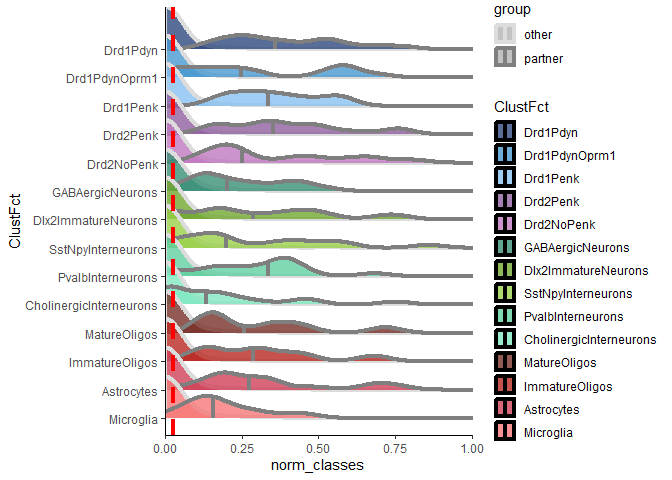 ClustFct
Drd1Pdyn
Drd1PdynOprm1
Drd1Penk
Drd2Penk
Drd2NoPenk
GABAergicNeurons
Dlx2ImmatureNeurons
SstNpyInterneurons
PvalbInterneurons
CholinergicInterneurons
MatureOligos
ImmatureOligos
Astrocytes
Microglia
0.00 0.25 0.50 0.75 1.00
norm_classes
group
other
partner
ClustFct
Drd1Pdyn
Drd1PdynOprm1
Drd1Penk
Drd2Penk
Drd2NoPenk
GABAergicNeurons
Dlx2ImmatureNeurons
SstNpyInterneurons
PvalbInterneurons
CholinergicInterneurons
MatureOligos
ImmatureOligos
Astrocytes
Microglia